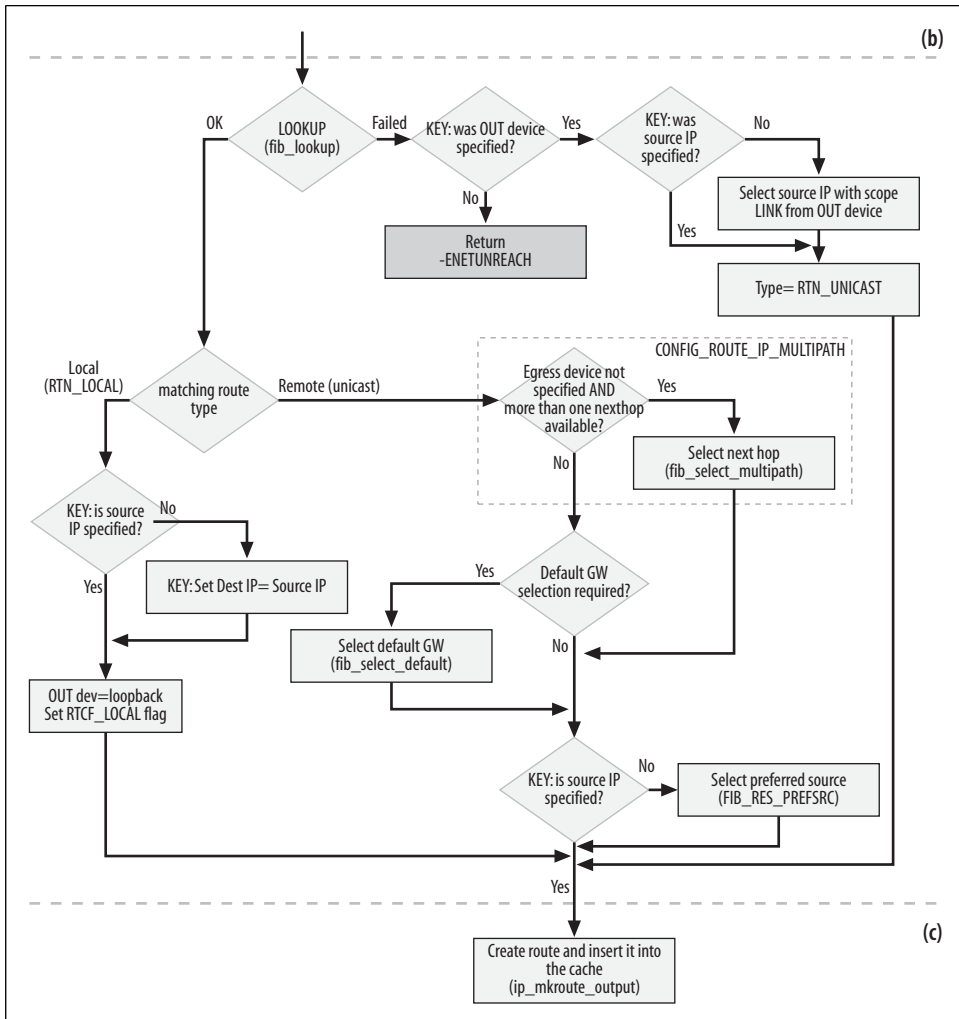 (b)
OK
LOOKUP
(fib_lookup)
Failed
KEY: was OUT device
specified?
Yes
KEY: was
source IP
specified?
No
Select source IP with scope
LINK from OUT device
No
Yes
Return
-ENETUNREACH
Type= RTN_UNICAST
CONFIG_ROUTE_IP_MULTIPATH
Local
(RTN_LOCAL)
matching route
type
Remote (unicast)
Egress device not
specified AND
more than one nexthop
available?
Yes
Select next hop
(fib_select_multipath)
No
KEY: is source
IP specified?
No
Yes
KEY: Set Dest IP= Source IP
Yes
Default GW
selection required?
Select default GW
(fib_select_default)
No
OUT dev=loopback
Set RTCF_LOCAL flag
KEY: is source IP
specified?
No
Select preferred source
(FIB_RES_PREFSRC)
Yes
(c)
Create route and insert it into
the cache
(ip_mkroute_output)